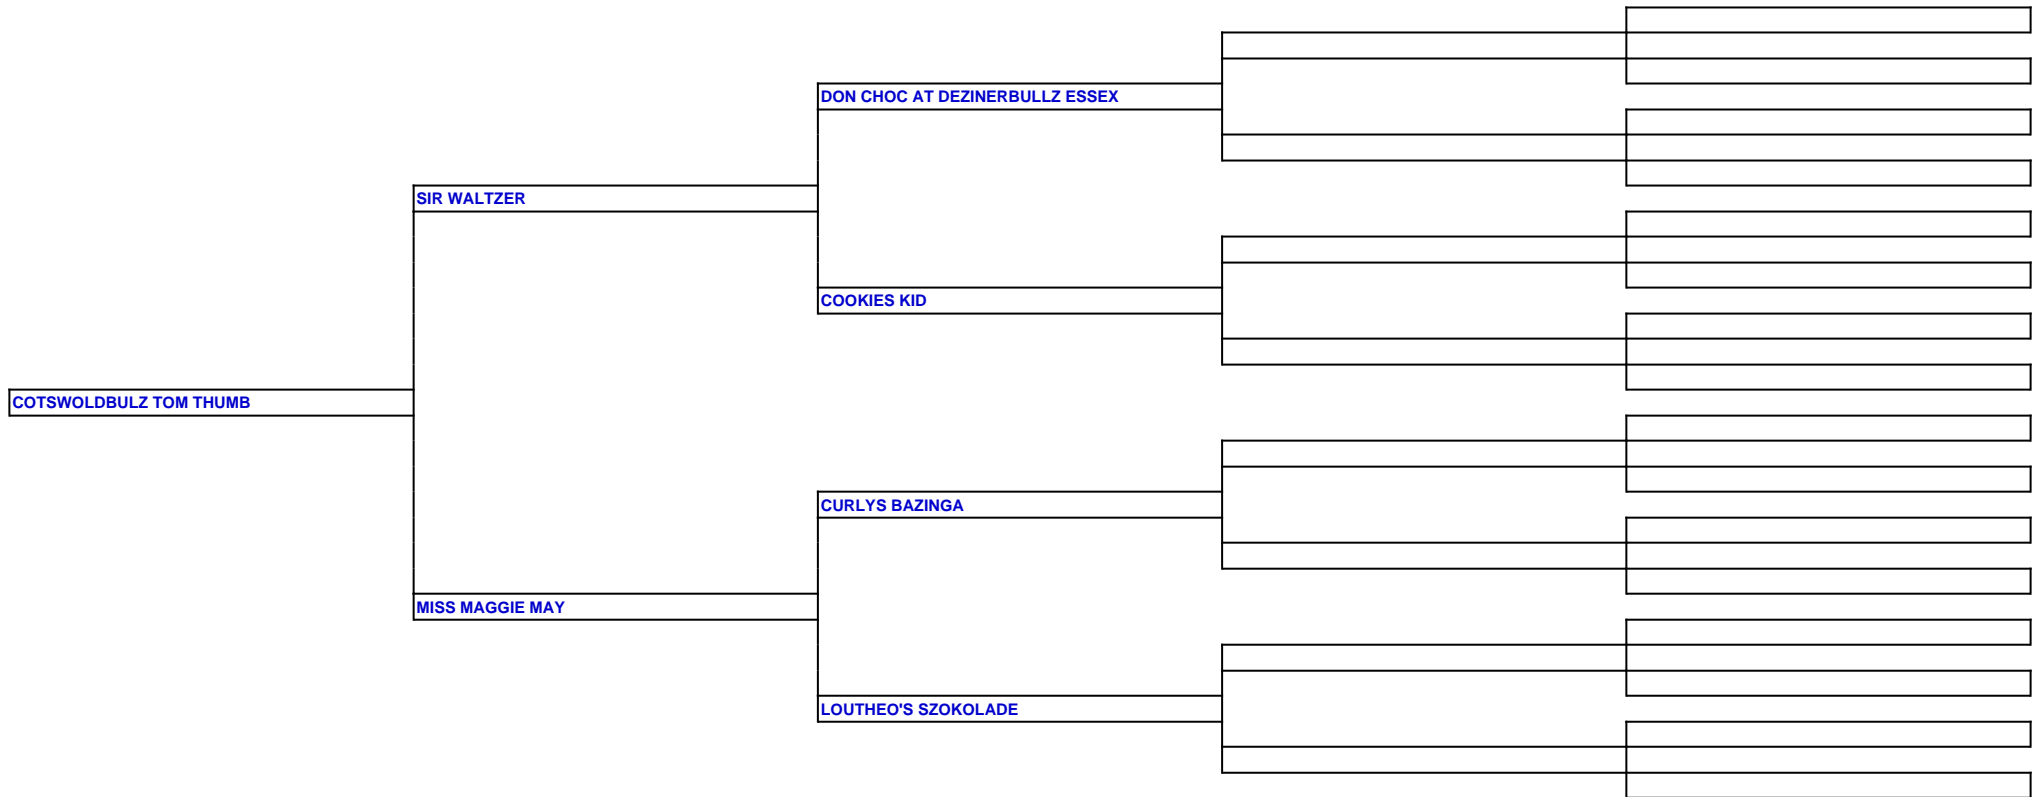 DON CHOC AT DEZINERBULLZ ESSEX
SIR WALTZER
COOKIES KID
COTSWOLDBULZ TOM THUMB
CURLYS BAZINGA
MISS MAGGIE MAY
LOUTHEO'S SZOKOLADE